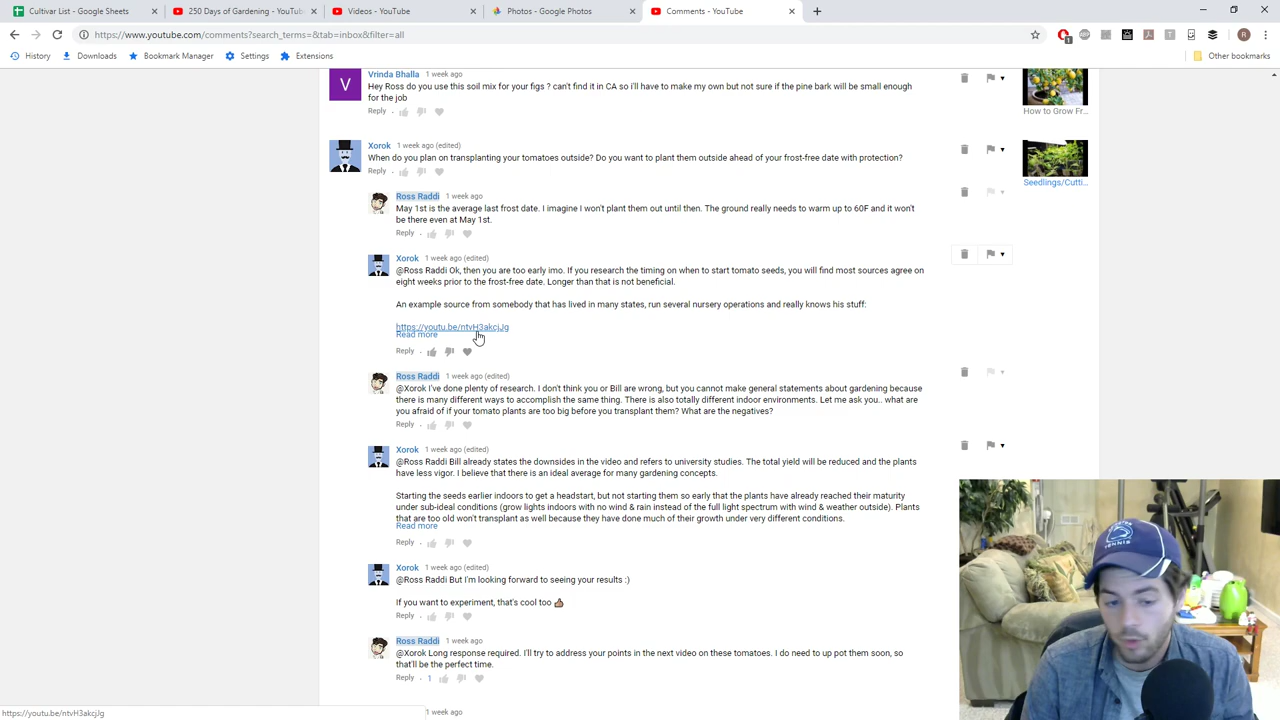 Cultivar List - Google Sheets
250 Days of Gardening - YouTub
Videos - YouTube
Photos - Google Photos
Comments - YouTube
https://www.youtube.com/comments?search_terms=&tab=inbox&filter=all
History
Downloads
Bookmark Manager
Settings
Extensions
Other bookmarks
V
Vrinda Bhalla 1 week ago
Hey Ross do you use this soil mix for your figs ? can't find it in CA so i'll have to make my own but not sure if the pine bark will be small enough
for the job
Reply
How to Grow Fr...
Xorok 1 week ago (edited)
When do you plan on transplanting your tomatoes outside? Do you want to plant them outside ahead of your frost-free date with protection?
Reply
Seedlings/Cutti...
Ross Raddi 1 week ago
May 1st is the average last frost date. I imagine I won't plant them out until then. The ground really needs to warm up to 60F and it won't
be there even at May 1st.
Reply
Xorok 1 week ago (edited)
@Ross Raddi Ok, then you are too early imo. If you research the timing on when to start tomato seeds, you will find most sources agree on
eight weeks prior to the frost-free date. Longer than that is not beneficial.
An example source from somebody that has lived in many states, run several nursery operations and really knows his stuff:
https://youtu.be/ntvH3akcjJg
Read more
Reply
Ross Raddi 1 week ago (edited)
@Xorok I've done plenty of research. I don't think you or Bill are wrong, but you cannot make general statements about gardening because
there is many different ways to accomplish the same thing. There is also totally different indoor environments. Let me ask you.. what are
you afraid of if your tomato plants are too big before you transplant them? What are the negatives?
Reply
Xorok 1 week ago (edited)
@Ross Raddi Bill already states the downsides in the video and refers to university studies. The total yield will be reduced and the plants
have less vigor. I believe that there is an ideal average for many gardening concepts.
Starting the seeds earlier indoors to get a headstart, but not starting them so early that the plants have already reached their maturity
under sub-ideal conditions (grow lights indoors with no wind & rain instead of the full light spectrum with wind & weather outside). Plants
that are too old won't transplant as well because they have done much of their growth under very different conditions.
Read more
Reply
Xorok 1 week ago (edited)
@Ross Raddi But I'm looking forward to seeing your results :)
If you want to experiment, that's cool too 👍🏽
Reply
Ross Raddi 1 week ago
@Xorok Long response required. I'll try to address your points in the next video on these tomatoes. I do need to up pot them soon, so
that'll be the perfect time.
Reply 1
1 week ago
https://youtu.be/ntvH3akcjJg